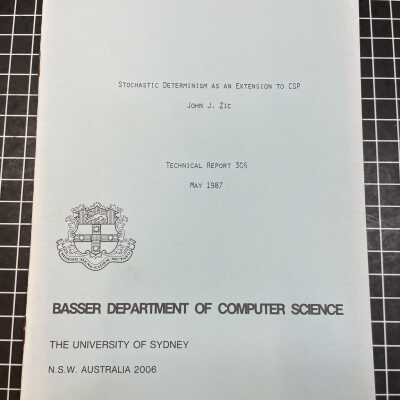 STOCHASTIC DETERMINISM AS AN EXTENSION TO CSP
JOHN J. ZIC
TECHNICAL REPORT 306
MAY 1987
BASSER DEPARTMENT OF COMPUTER SCIENCE
THE UNIVERSITY OF SYDNEY
N.S.W. AUSTRALIA 2006